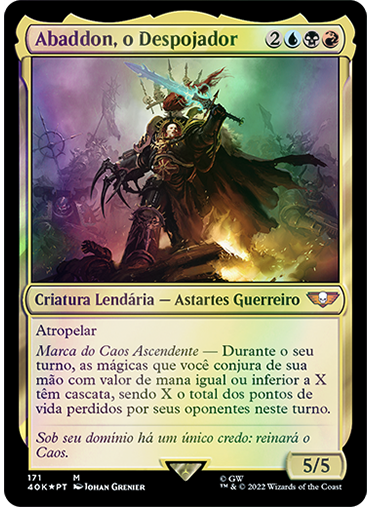 Abaddon, o Despojador 2
Criatura Lendária — Astartes Guerreiro
Atropelar
Marca do Caos Ascendente — Durante o seu
turno, as mágicas que você conjura de sua
mão com valor de mana igual ou inferior a X
têm cascata, sendo X o total dos pontos de
vida perdidos por seus oponentes neste turno.
Sob seu domínio há um único credo: reinará o
Caos.
5/5
171 M
40K★PT Johan Grenier
© GW
™ & © 2022 Wizards of the Coast